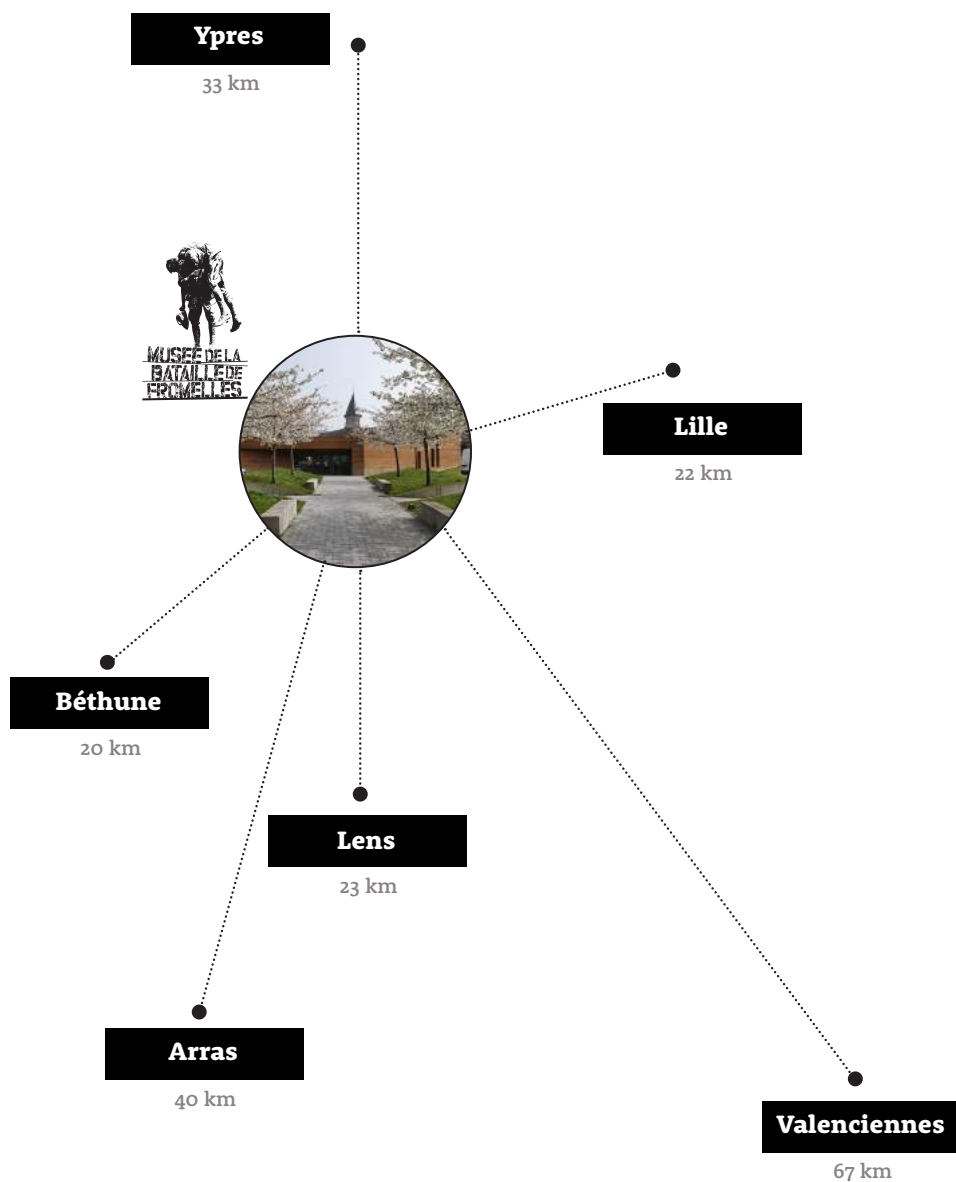 Ypres
33 km
MUSÉE DE LA
BATAILLE DE
FROMELLES
Lille
22 km
Béthune
20 km
Lens
23 km
Arras
40 km
Valenciennes
67 km